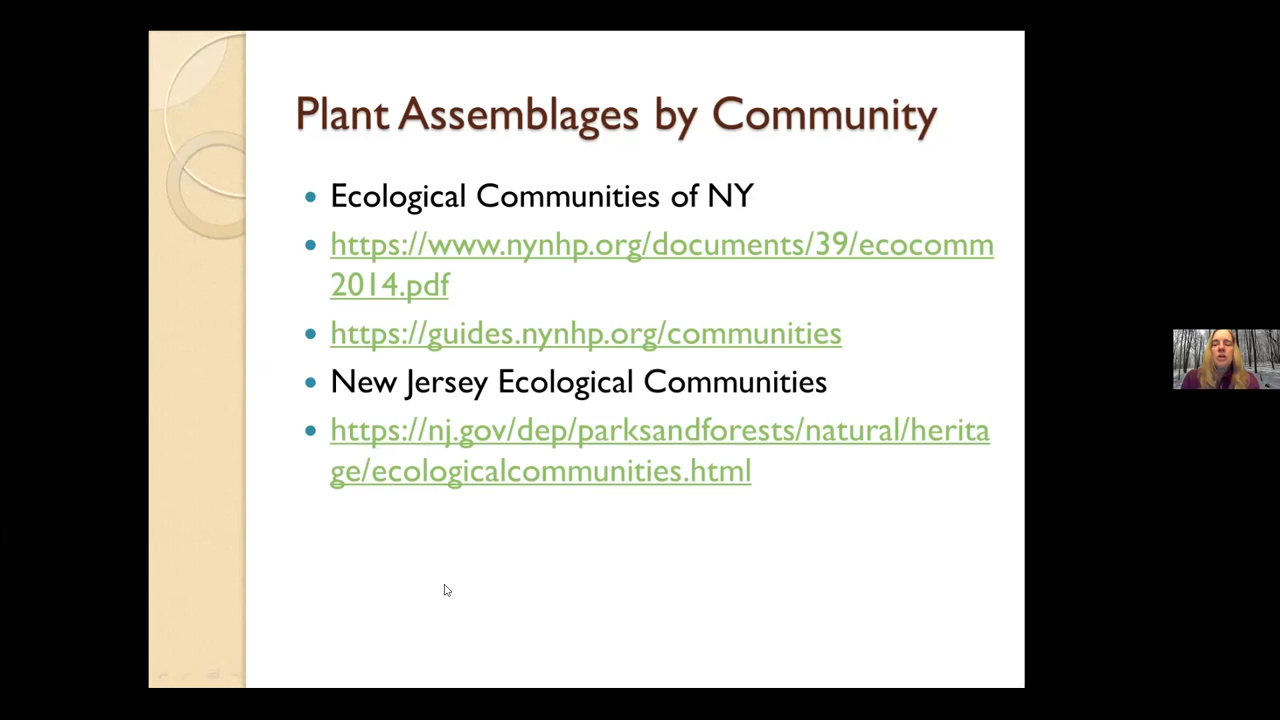 Plant Assemblages by Community
Ecological Communities of NY
https://www.nynhp.org/documents/39/ecocomm
2014.pdf
https://guides.nynhp.org/communities
New Jersey Ecological Communities
https://nj.gov/dep/parksandforests/natural/herita
ge/ecologicalcommunities.html